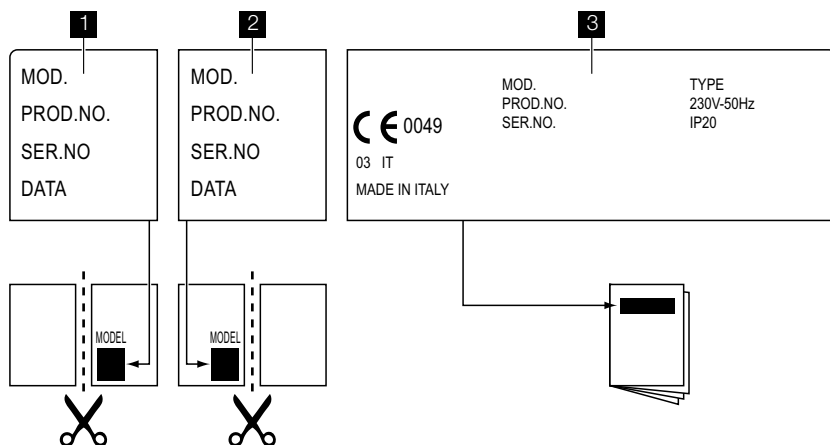 1
2
3
MOD.
PROD.NO.
SER.NO
DATA
MOD.
PROD.NO.
SER.NO
DATA
CE 0049
03 IT
MADE IN ITALY
MOD.
PROD.NO.
SER.NO.
TYPE
230V-50Hz
IP20
MODEL
MODEL